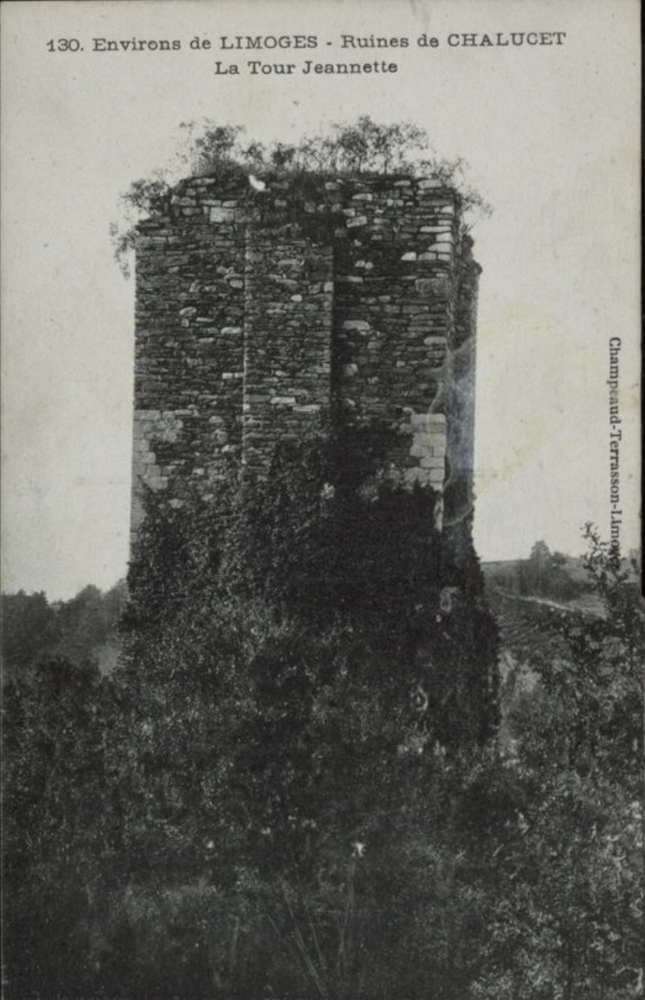 130. Environs de LIMOGES - Ruines de CHALUCET
La Tour Jeannette
Champeaud-Terrasson-Limoges